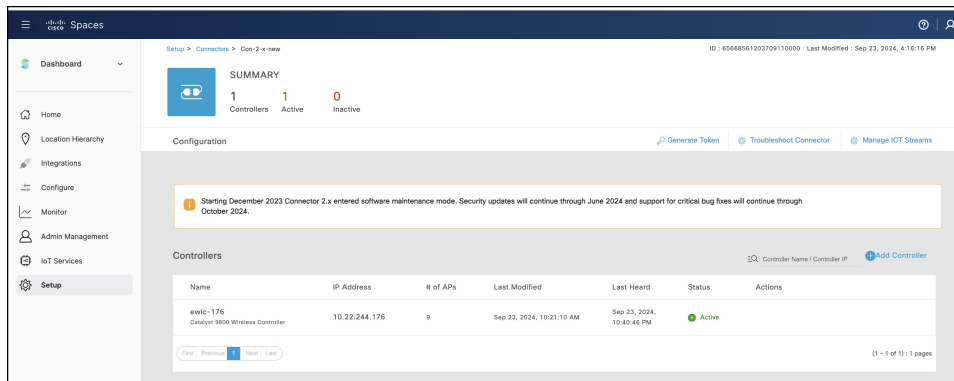 cisco Spaces
Setup > Connectors > Con-2-x-new
ID : 65668561203709110000 | Last Modified : Sep 23, 2024, 4:16:16 PM
Dashboard
SUMMARY
1 1 0
Controllers Active Inactive
Home
Location Hierarchy
Integrations
Configure
Monitor
Admin Management
IoT Services
Setup
Configuration
Generate Token
Troubleshoot Connector
Manage IOT Streams
Starting December 2023 Connector 2.x entered software maintenance mode. Security updates will continue through June 2024 and support for critical bug fixes will continue through
October 2024.
Controllers
Controller Name / Controller IP
Add Controller
Name IP Address # of APs Last Modified Last Heard Status Actions
ewlc-176
Catalyst 9800 Wireless Controller
10.22.244.176
9
Sep 23, 2024, 10:21:10 AM
Sep 23, 2024,
10:40:46 PM
Active
First Previous 1 Next Last
(1 – 1 of 1) : 1 pages